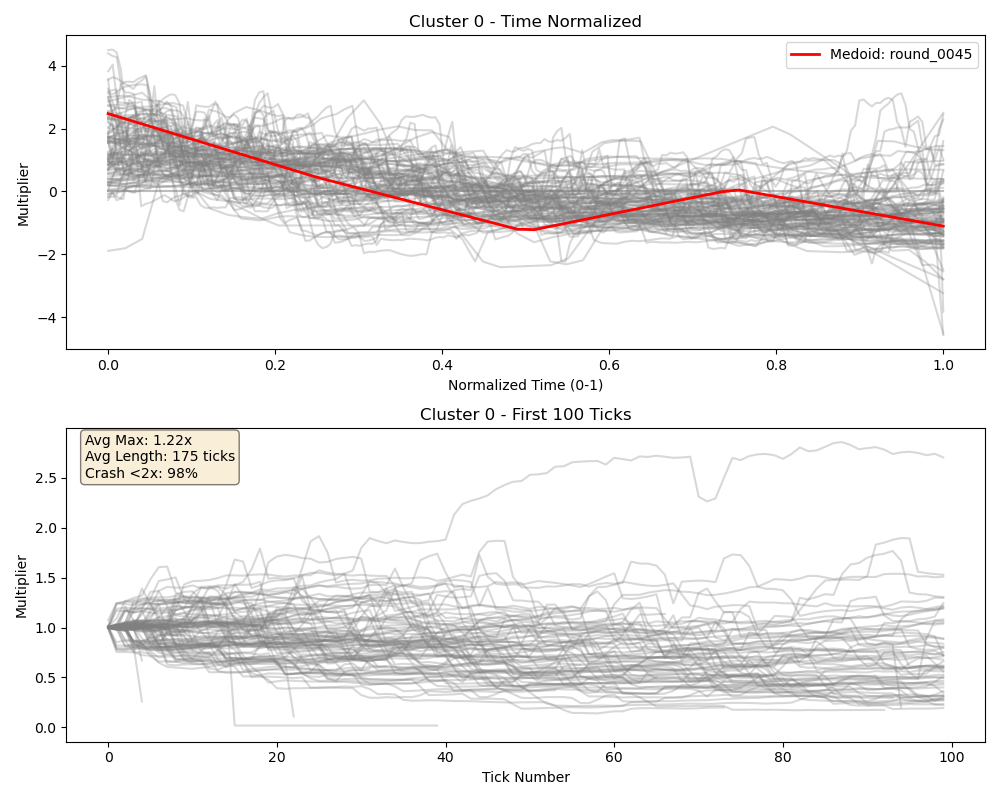 Cluster 0 - Time Normalized
Medoid: round_0045
Multiplier
4
2
0
−2
−4
0.0 0.2 0.4 0.6 0.8 1.0
Normalized Time (0-1)
Cluster 0 - First 100 Ticks
Avg Max: 1.22x
Avg Length: 175 ticks
Crash <2x: 98%
Multiplier
2.5
2.0
1.5
1.0
0.5
0.0
0 20 40 60 80 100
Tick Number